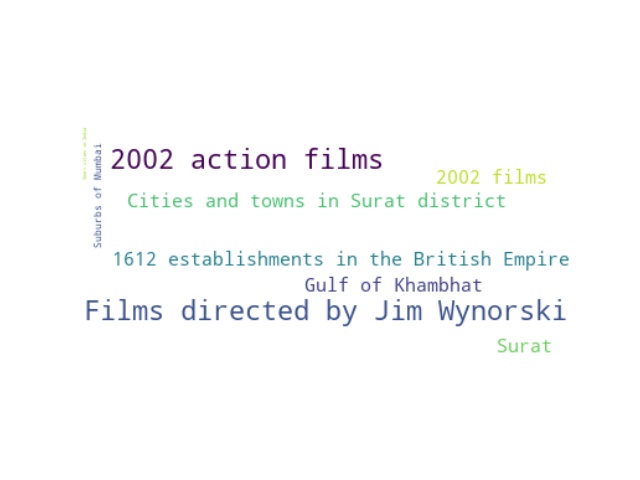 2002 action films
2002 films
Suburbs of Mumbai
Cities and towns in Surat district
1612 establishments in the British Empire
Gulf of Khambhat
Films directed by Jim Wynorski
Surat